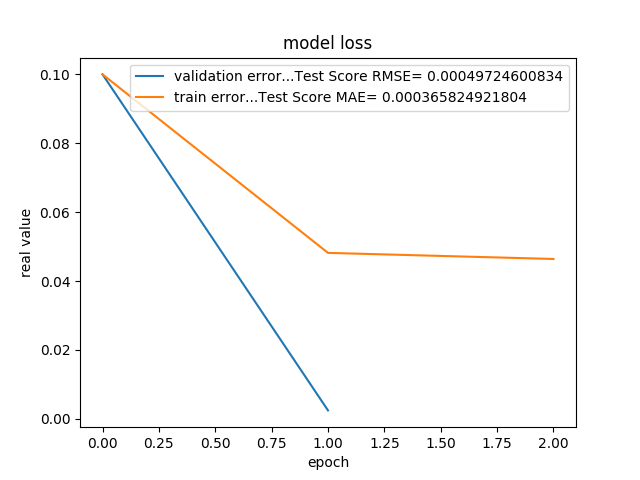 model loss
validation error...Test Score RMSE= 0.00049724600834
train error...Test Score MAE= 0.000365824921804
real value
0.10
0.08
0.06
0.04
0.02
0.00
0.00 0.25 0.50 0.75 1.00 1.25 1.50 1.75 2.00
epoch